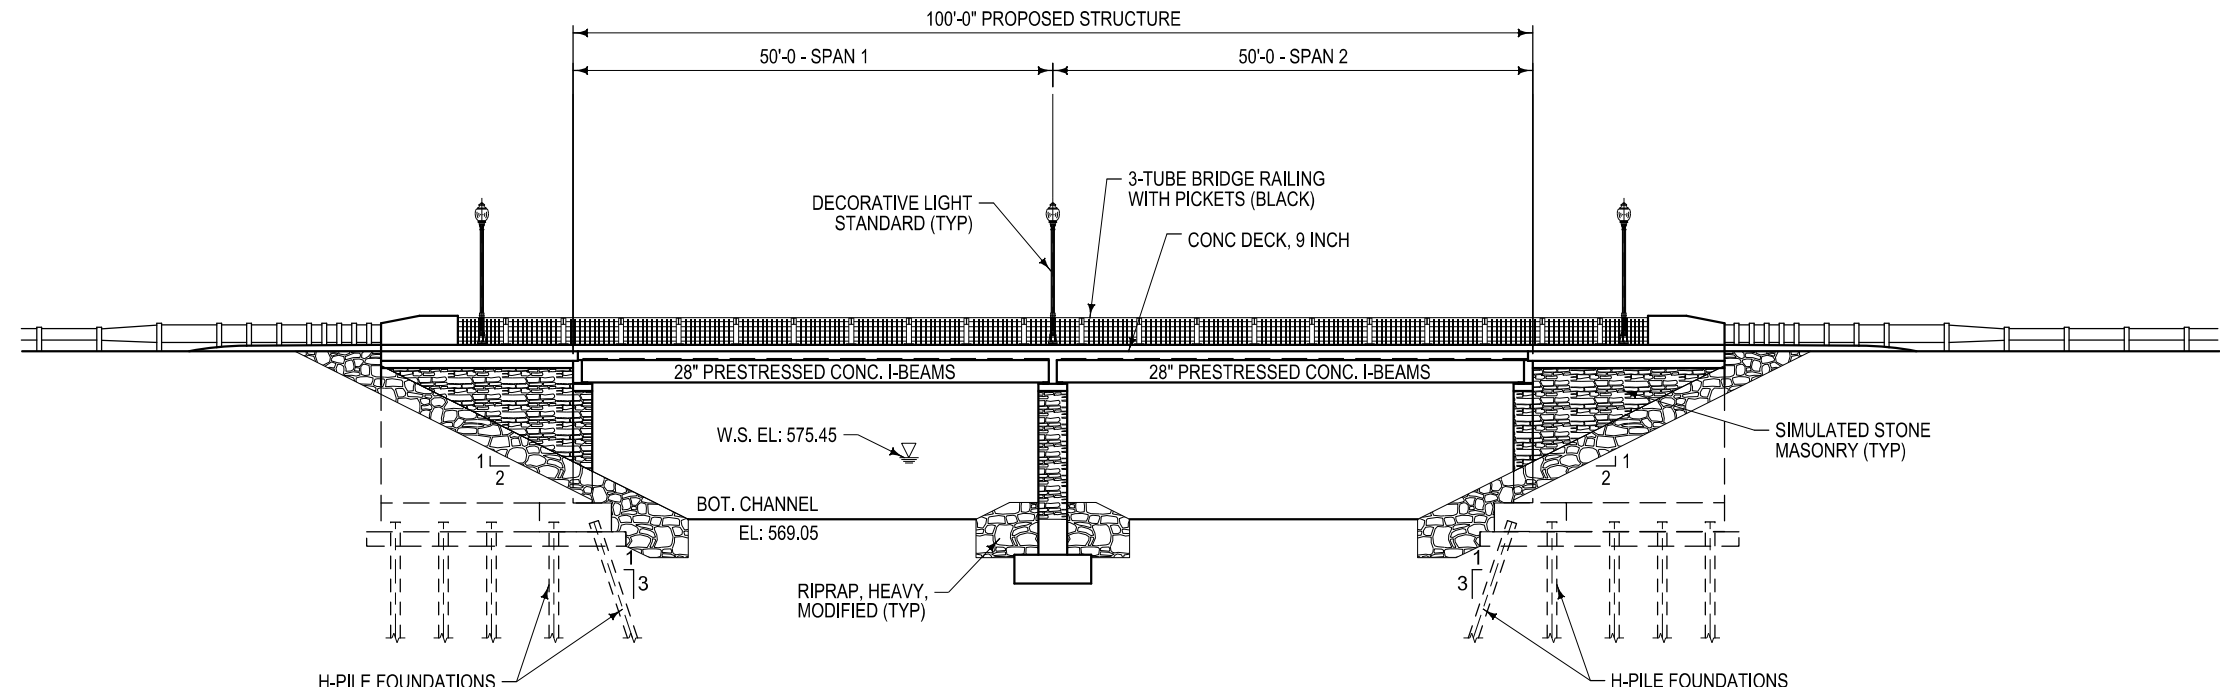 100'-0" PROPOSED STRUCTURE
50'-0 - SPAN 1
50'-0 - SPAN 2
3-TUBE BRIDGE RAILING
WITH PICKETS (BLACK)
DECORATIVE LIGHT
STANDARD (TYP)
CONC DECK, 9 INCH
28" PRESTRESSED CONC. I-BEAMS
28" PRESTRESSED CONC. I-BEAMS
W.S. EL: 575.45
SIMULATED STONE
MASONRY (TYP)
1
2
1
2
BOT. CHANNEL
EL: 569.05
1
3
1
3
RIPRAP, HEAVY,
MODIFIED (TYP)
H-PILE FOUNDATIONS
H-PILE FOUNDATIONS